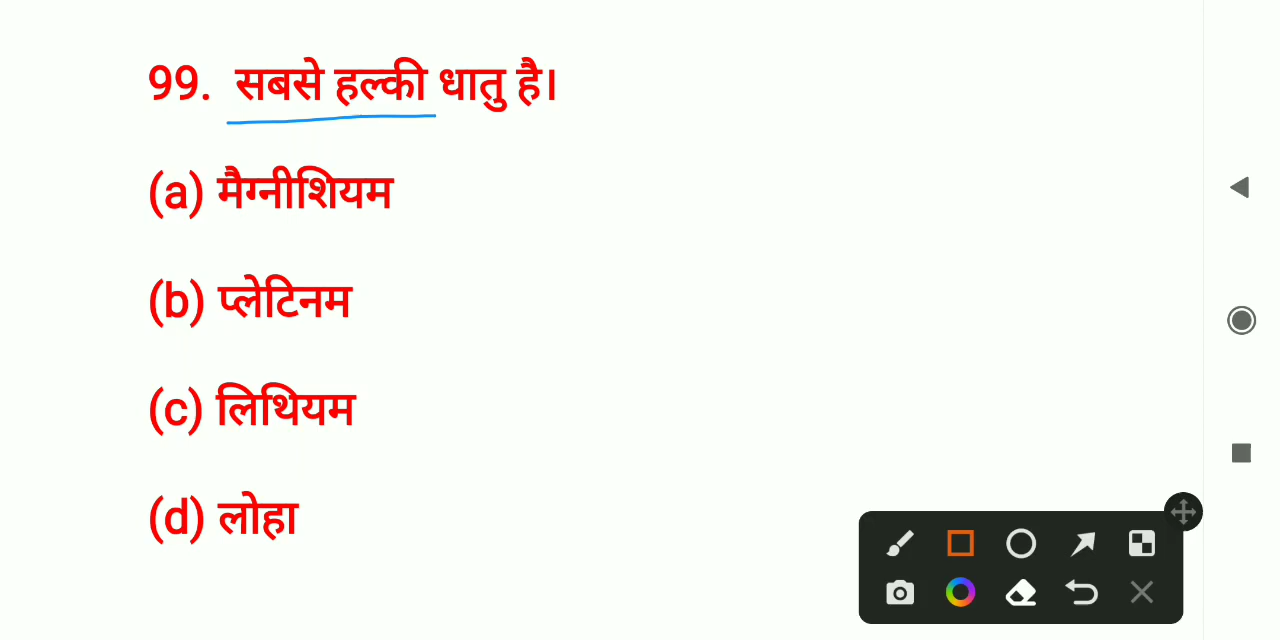 99. सबसे हल्की धातु है।
(a) मैग्नीशियम
(b) प्लेटिनम
(c) लिथियम
(d) लोहा